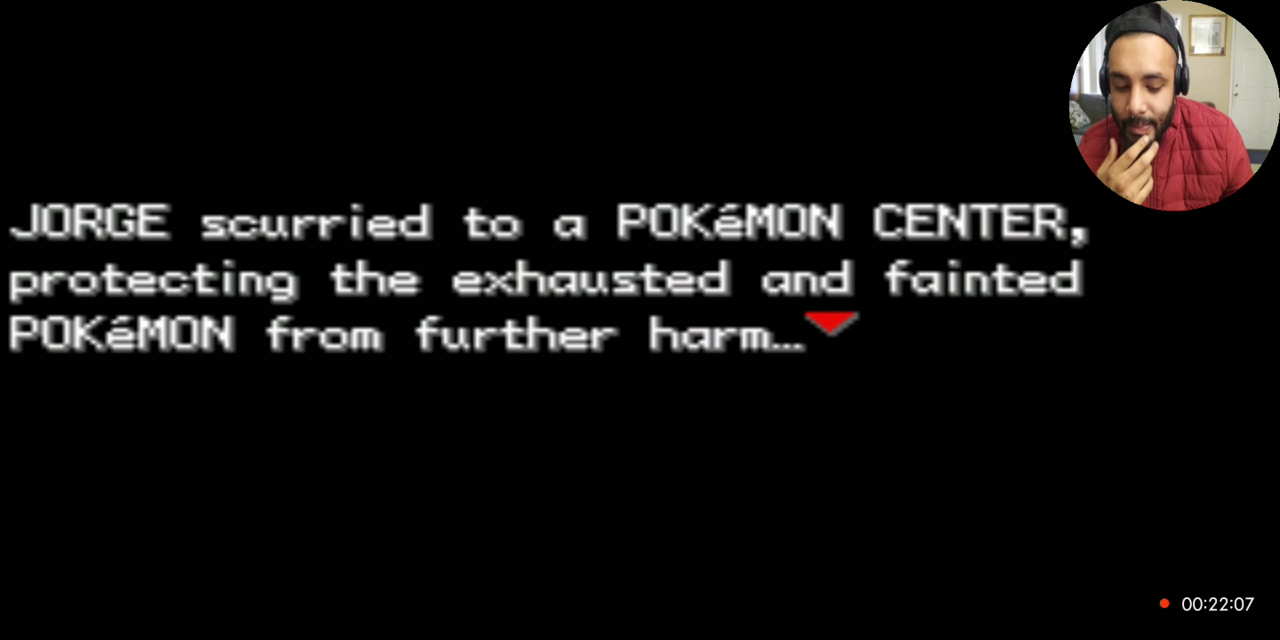 JORGE scurried to a POKéMON CENTER,
protecting the exhausted and fainted
POKéMON from further harm…
00:22:07